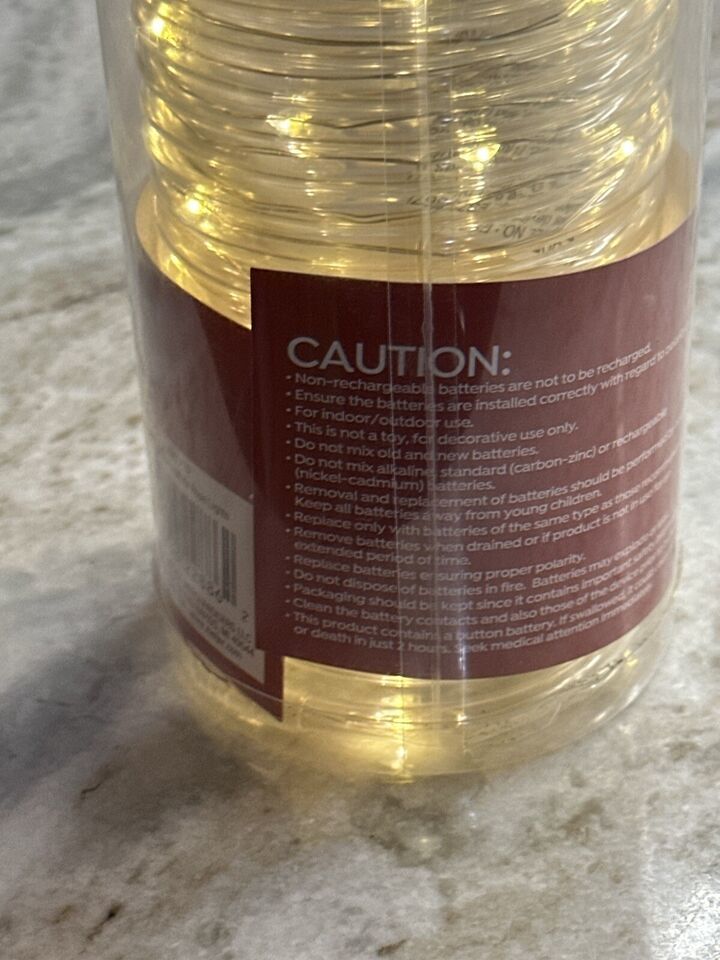 CAUTION:
• Non-rechargeable batteries are not to be recharged.
• Ensure the batteries are installed correctly with regard to
• For indoor/outdoor use.
• This is not a toy, for decorative use only.
• Do not mix old and new batteries.
• Do not mix alkaline, standard (carbon-zinc) or rechargeable
(nickel-cadmium) batteries.
• Removal and replacement of batteries should be performed
Keep all batteries away from young children.
• Replace only with batteries of the same type as those
• Remove batteries when drained or if product is not in use for
extended period of time.
• Replace batteries ensuring proper polarity.
• Do not dispose of batteries in fire. Batteries may explode
• Packaging should be kept since it contains important
• Clean the battery contacts and also those of the device
• This product contains a button battery. If swallowed, it could
or death in just 2 hours. Seek medical attention immediately.